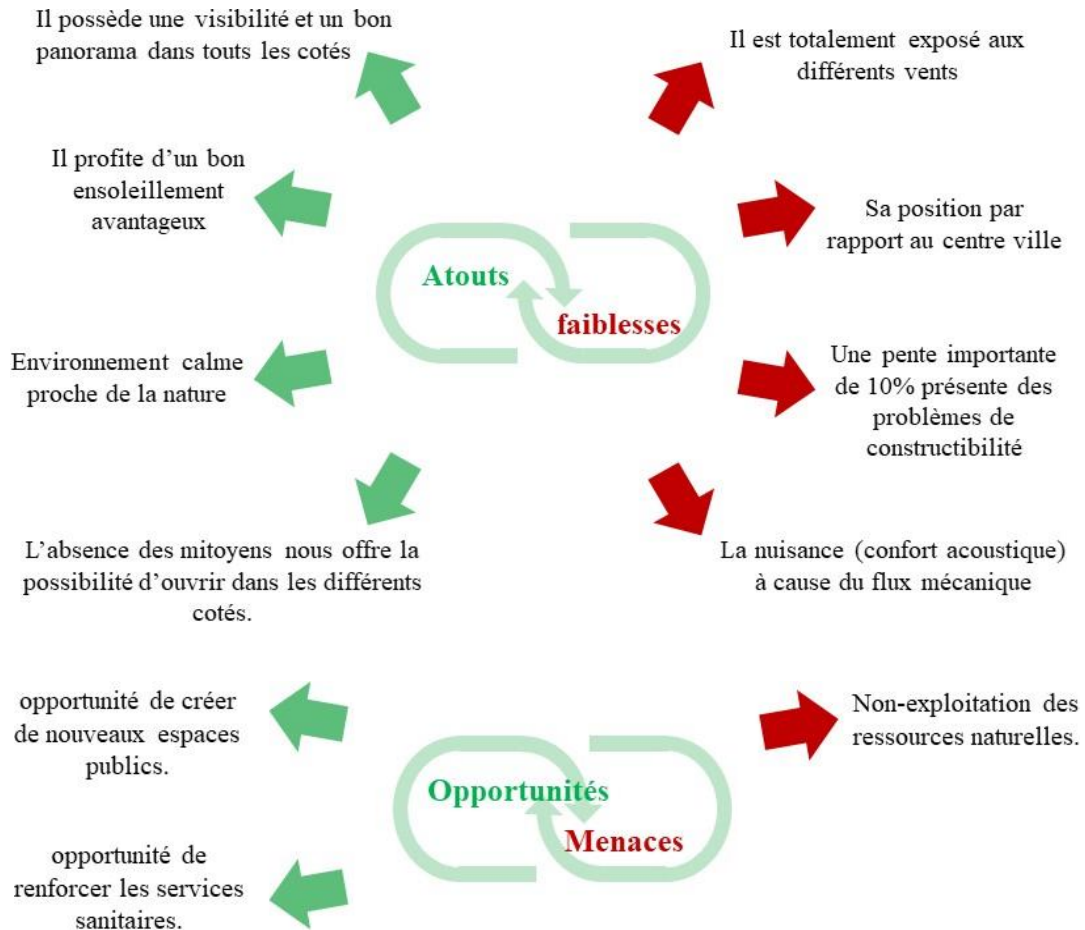 Il possède une visibilité et un bon
panorama dans touts les cotés
Il profite d’un bon
ensoleillement
avantageux
Environnement calme
proche de la nature
L’absence des mitoyens nous offre la
possibilité d’ouvrir dans les différents
cotés.
Atouts
faiblesses
Il est totalement exposé aux
différents vents
Sa position par
rapport au centre ville
Une pente importante
de 10% présente des
problèmes de
constructibilité
La nuisance (confort acoustique)
à cause du flux mécanique
opportunité de créer
de nouveaux espaces
publics.
opportunité de
renforcer les services
sanitaires.
Opportunités
Menaces
Non-exploitation des
ressources naturelles.